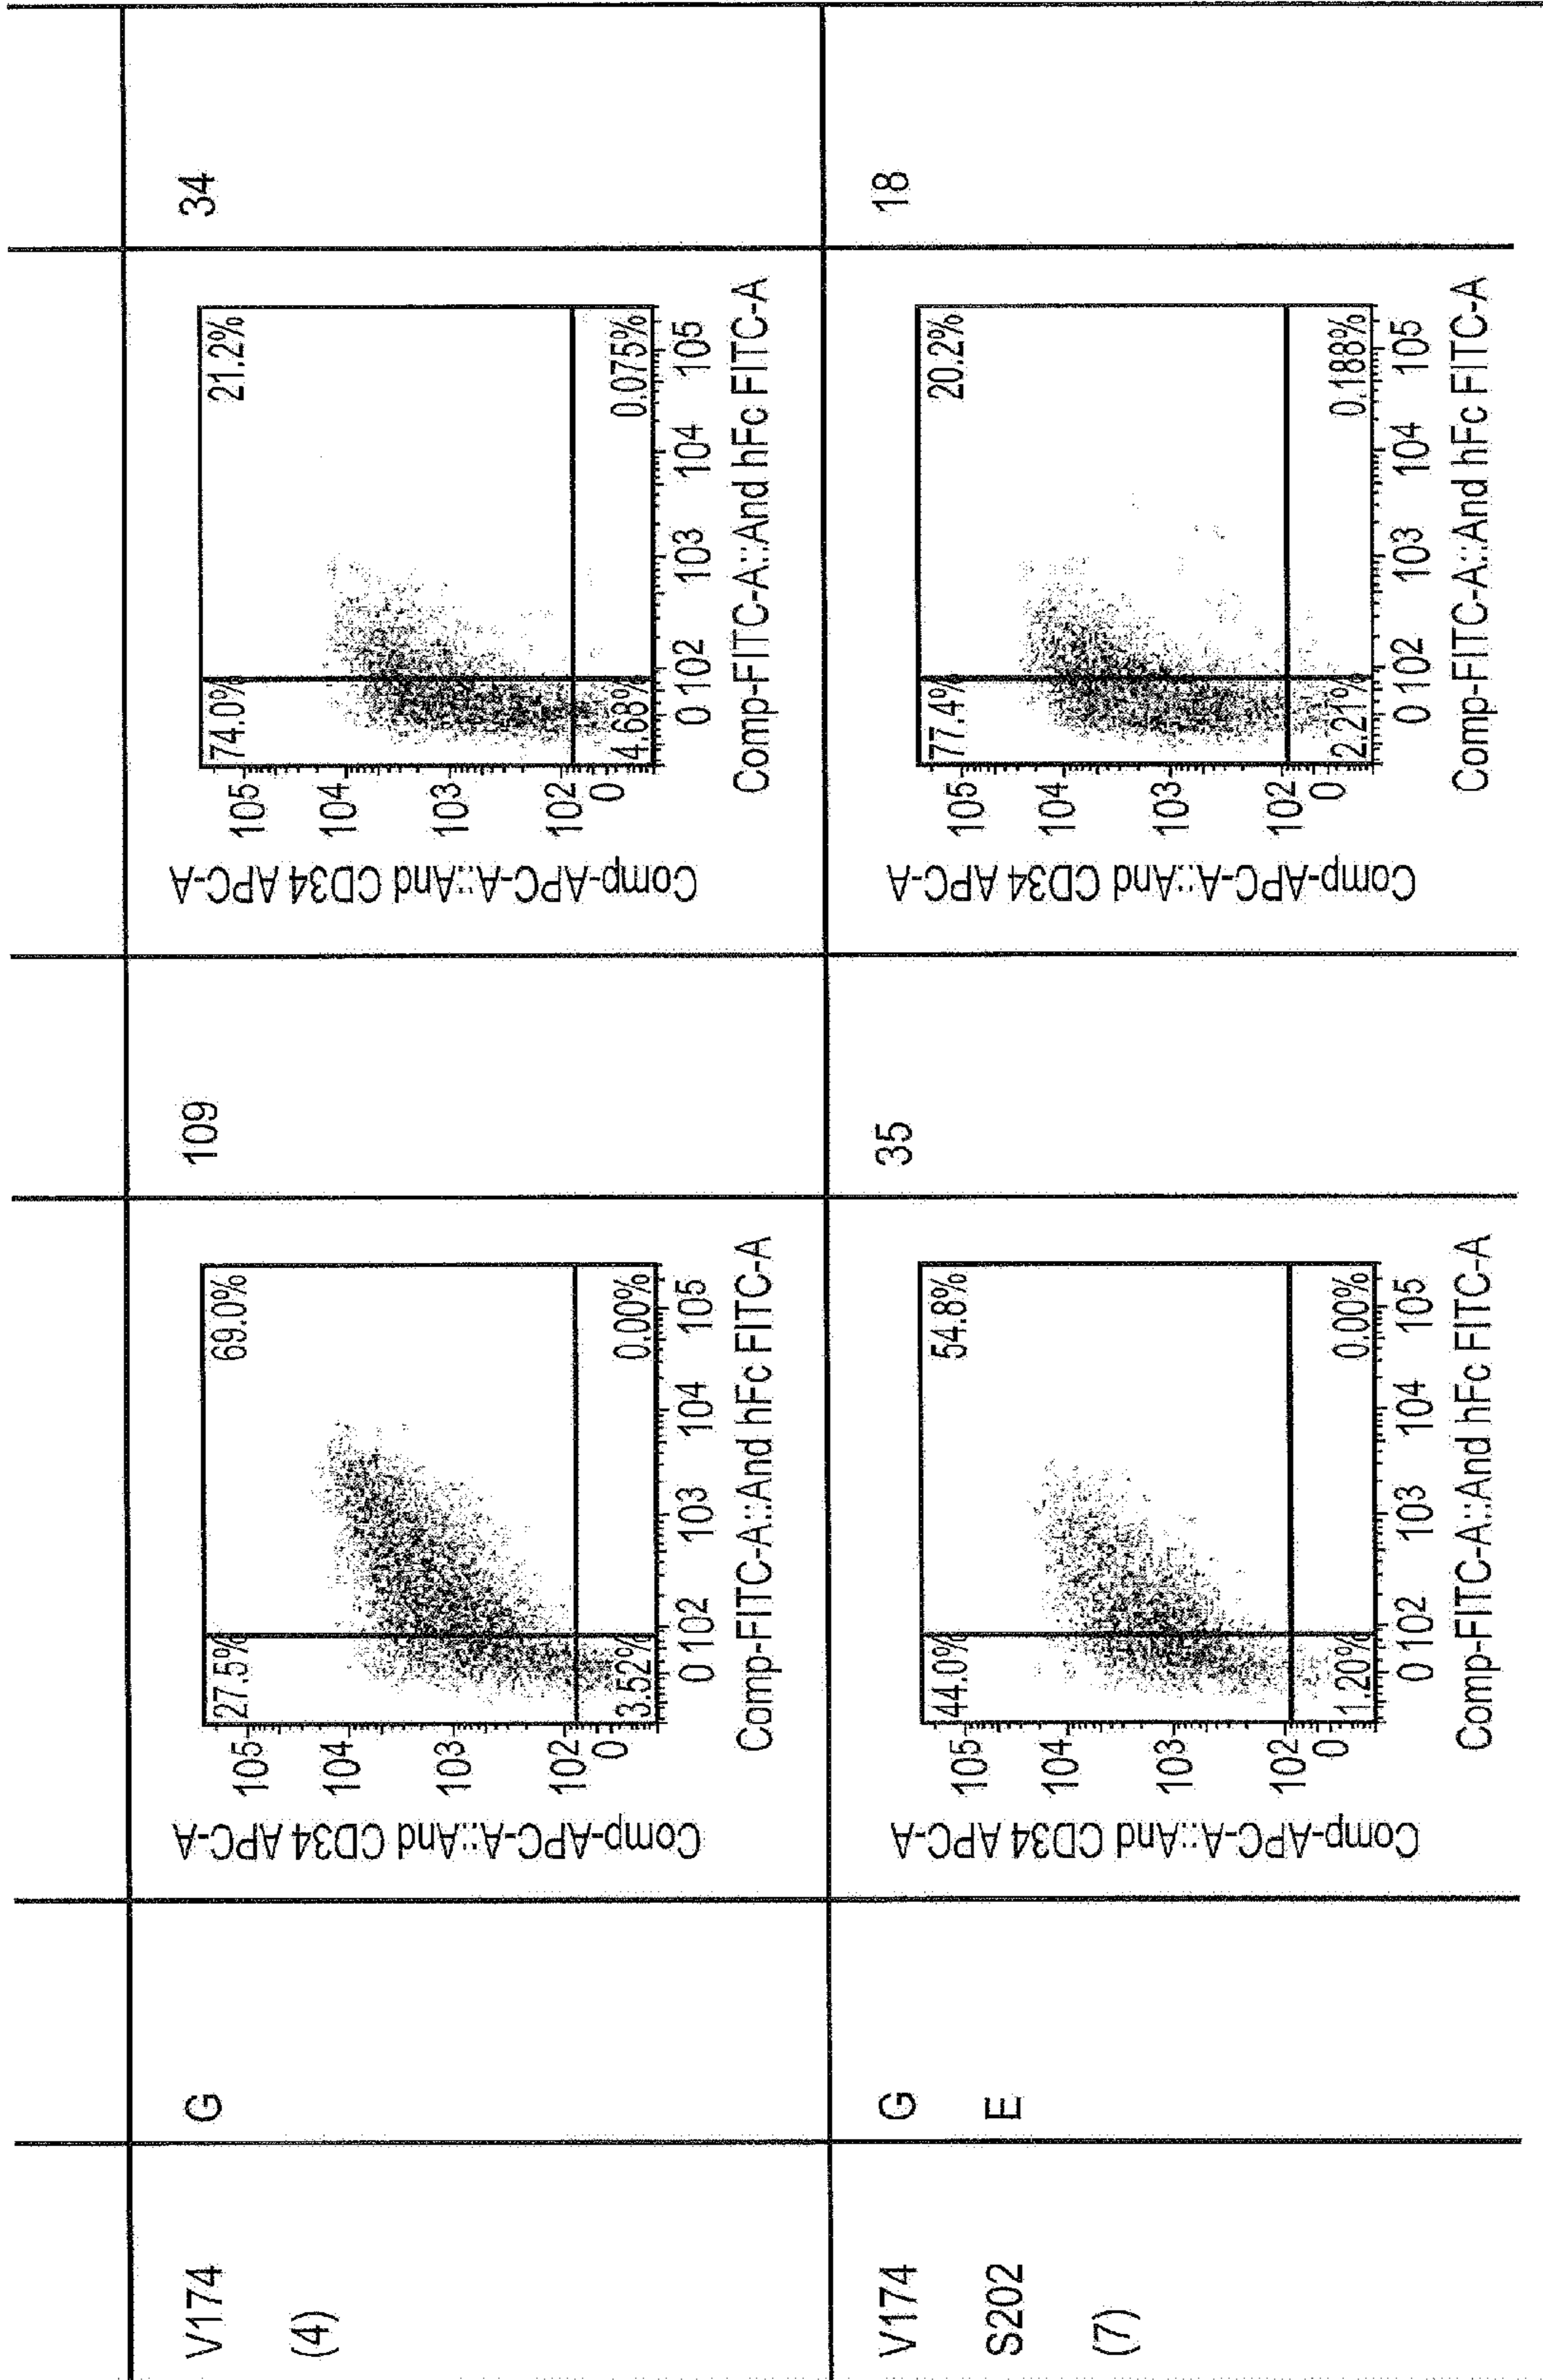 V174
(4)
G
Comp-APC-A::And CD34 APC-A
105
104
103
102
0
27.5%
69.0%
3.52%
0.00%
0 102 103 104 105
Comp-FITC-A::And hFc FITC-A
109
Comp-APC-A::And CD34 APC-A
105
104
103
102
0
74.0%
21.2%
4.68%
0.075%
0 102 103 104 105
Comp-FITC-A::And hFc FITC-A
34
V174
S202
(7)
G
E
Comp-APC-A::And CD34 APC-A
105
104
103
102
0
44.0%
54.8%
1.20%
0.00%
0 102 103 104 105
Comp-FITC-A::And hFc FITC-A
35
Comp-APC-A::And CD34 APC-A
105
104
103
102
0
77.4%
20.2%
2.21%
0.188%
0 102 103 104 105
Comp-FITC-A::And hFc FITC-A
18